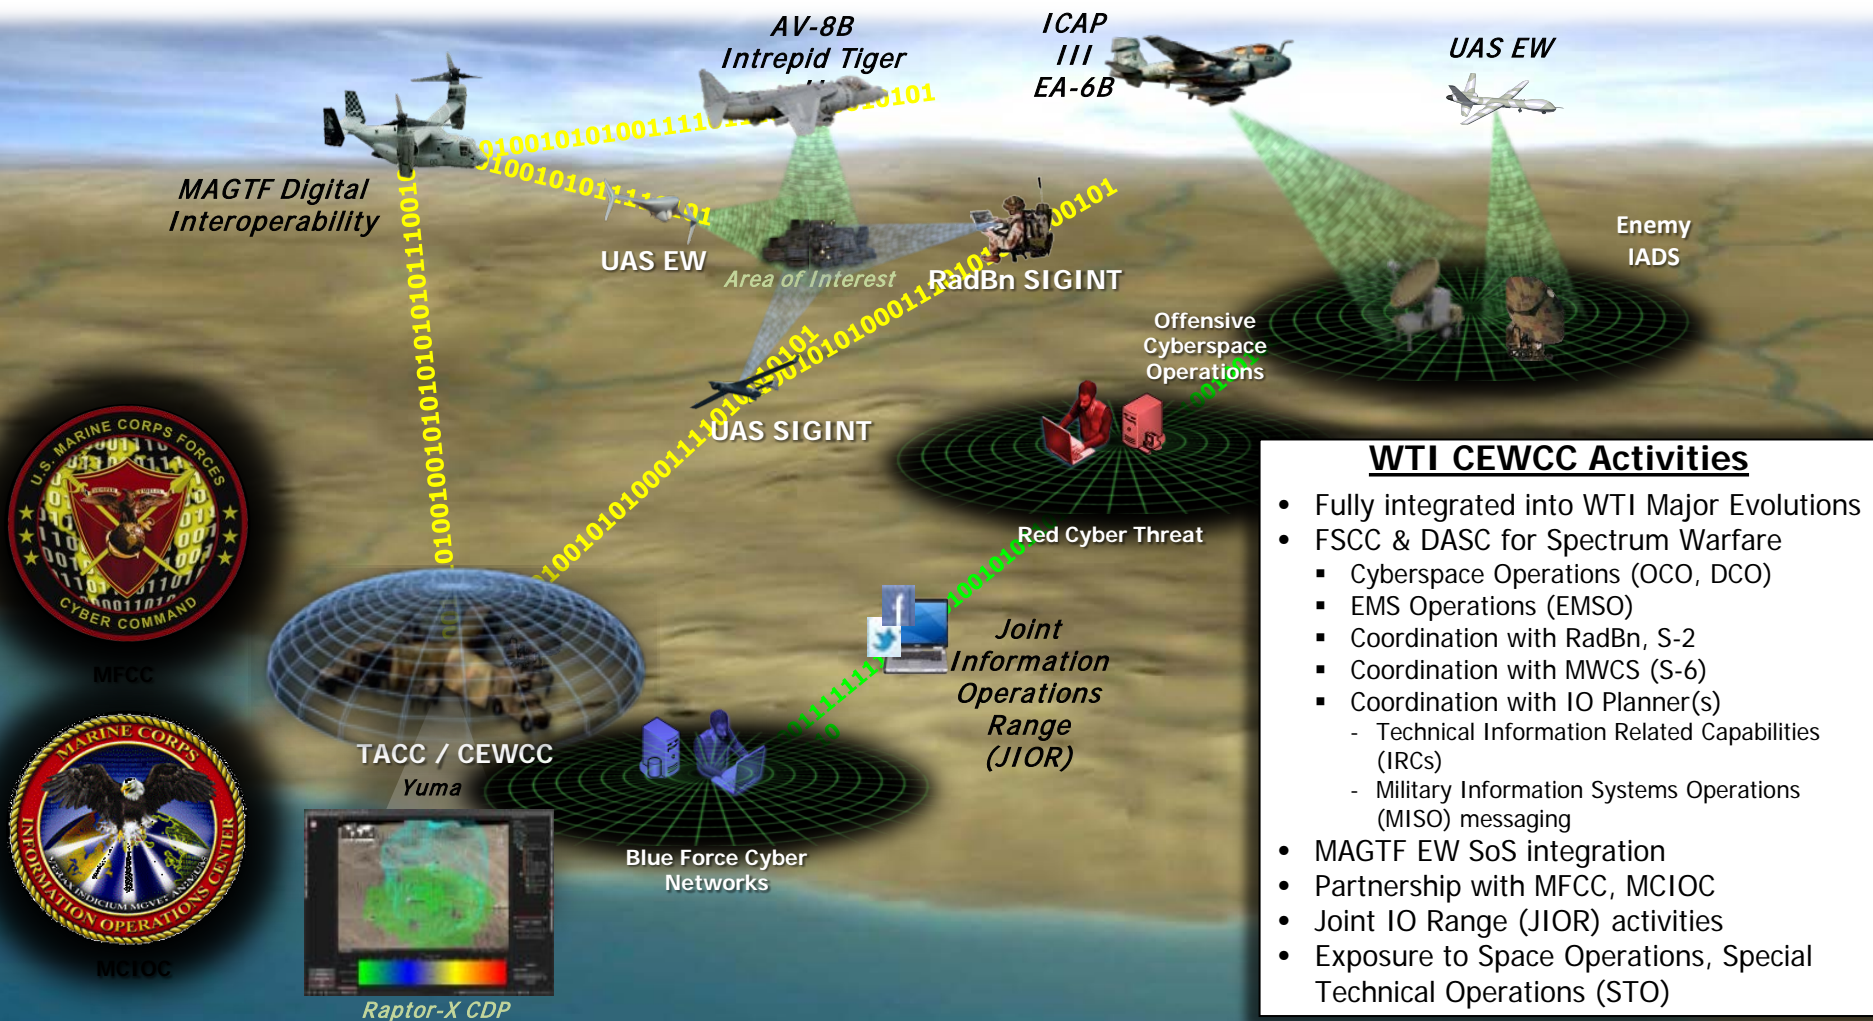 AV-8B
Intrepid Tiger
ICAP
III
EA-6B
UAS EW
MAGTF Digital
Interoperability
UAS EW
Area of Interest
RadBn SIGINT
Enemy
IADS
Offensive
Cyberspace
Operations
UAS SIGINT
Red Cyber Threat
U.S. MARINE CORPS FORCES
CYBER COMMAND
MFCC
Joint
Information
Operations
Range
(JIOR)
TACC / CEWCC
Yuma
MARINE CORPS
INFORMATION OPERATIONS CENTER
MCIOC
Blue Force Cyber
Networks
Raptor-X CDP
WTI CEWCC Activities
• Fully integrated into WTI Major Evolutions
• FSCC & DASC for Spectrum Warfare
▪ Cyberspace Operations (OCO, DCO)
▪ EMS Operations (EMSO)
▪ Coordination with RadBn, S-2
▪ Coordination with MWCS (S-6)
▪ Coordination with IO Planner(s)
- Technical Information Related Capabilities
(IRCs)
- Military Information Systems Operations
(MISO) messaging
• MAGTF EW SoS integration
• Partnership with MFCC, MCIOC
• Joint IO Range (JIOR) activities
• Exposure to Space Operations, Special
Technical Operations (STO)